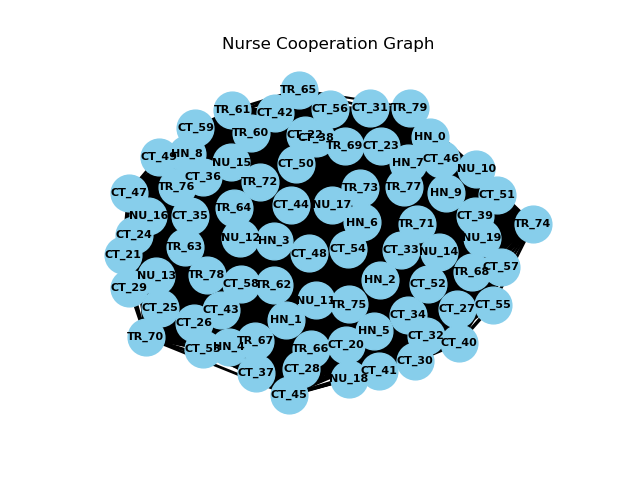 Nurse Cooperation Graph
TR_65
TR_61
CT_42
CT_56
CT_31
TR_79
CT_59
TR_60
CT_22
CT_38
HN_0
CT_49
HN_8
NU_15
CT_50
TR_69
CT_23
HN_7
CT_46
NU_10
CT_47
TR_76
CT_36
TR_72
TR_73
TR_77
HN_9
CT_51
NU_16
CT_35
TR_64
CT_44
NU_17
HN_6
TR_71
CT_39
TR_74
CT_24
CT_21
TR_63
NU_12
HN_3
CT_48
CT_54
CT_33
NU_14
NU_19
CT_57
CT_29
NU_13
TR_78
CT_58
TR_62
HN_2
CT_52
TR_68
CT_25
CT_26
CT_43
HN_1
NU_11
TR_75
CT_34
CT_27
CT_55
TR_70
CT_53
HN_4
TR_67
TR_66
CT_20
HN_5
CT_32
CT_40
CT_37
CT_28
NU_18
CT_41
CT_30
CT_45